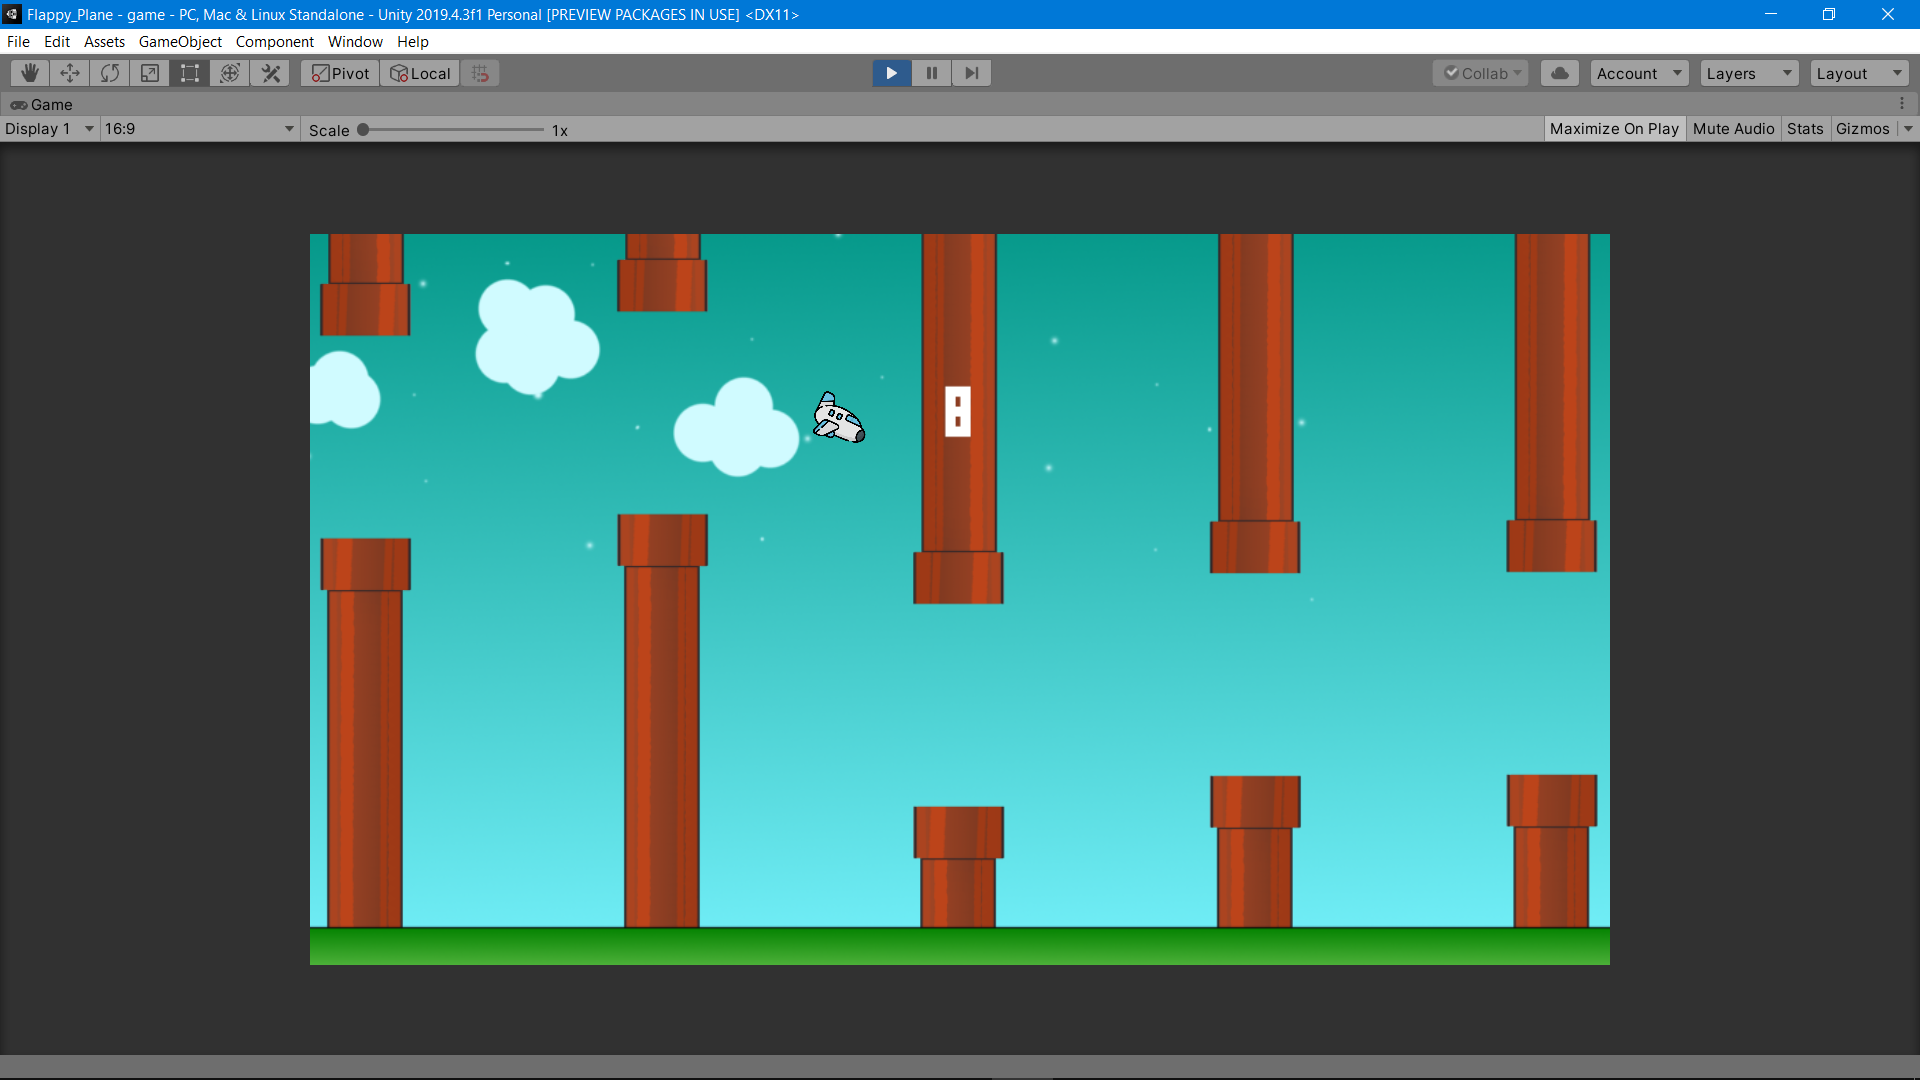 Flappy_Plane - game - PC, Mac & Linux Standalone - Unity 2019.4.3f1 Personal [PREVIEW PACKAGES IN USE] <DX11>
File Edit Assets GameObject Component Window Help
Pivot Local Collab Account Layers Layout
Game
Display 1 16:9 Scale 1x Maximize On Play Mute Audio Stats Gizmos
8